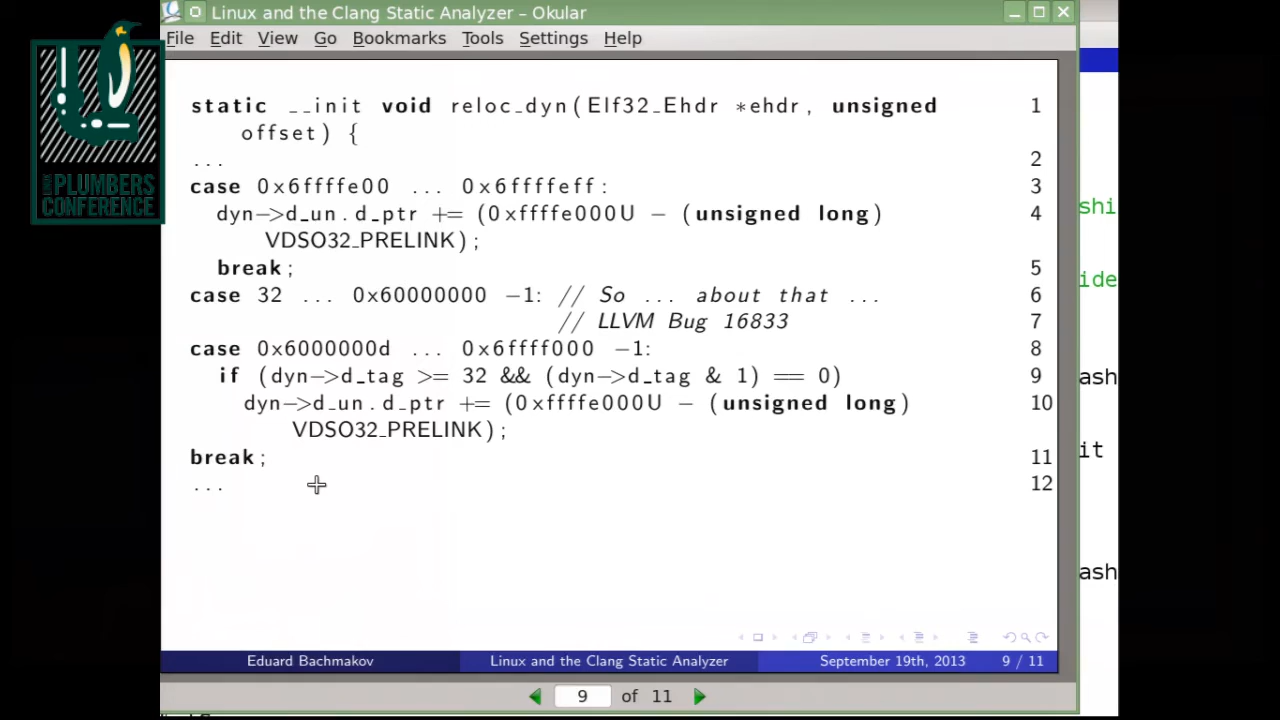 Linux and the Clang Static Analyzer – Okular
File Edit View Go Bookmarks Tools Settings Help
LINUX
PLUMBERS
CONFERENCE
static __init void reloc_dyn(Elf32_Ehdr *ehdr, unsigned 1
offset) {
... 2
case 0x6ffffe00 ... 0x6ffffeff: 3
dyn->d_un.d_ptr += (0xffffe000U - (unsigned long) 4
VDSO32_PRELINK);
break; 5
case 32 ... 0x60000000 -1: // So ... about that ... 6
// LLVM Bug 16833 7
case 0x6000000d ... 0x6ffff000 -1: 8
if (dyn->d_tag >= 32 && (dyn->d_tag & 1) == 0) 9
dyn->d_un.d_ptr += (0xffffe000U - (unsigned long) 10
VDSO32_PRELINK);
break; 11
... 12
shi
ide
ash
it
ash
Eduard Bachmakov Linux and the Clang Static Analyzer September 19th, 2013 9 / 11
9 of 11